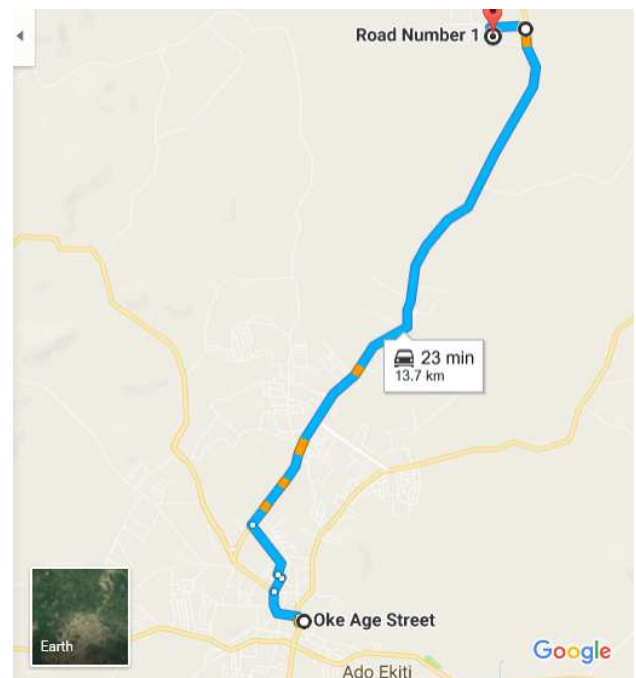 Road Number 1
23 min
13.7 km
Oke Age Street
Earth
Ado Ekiti
Google